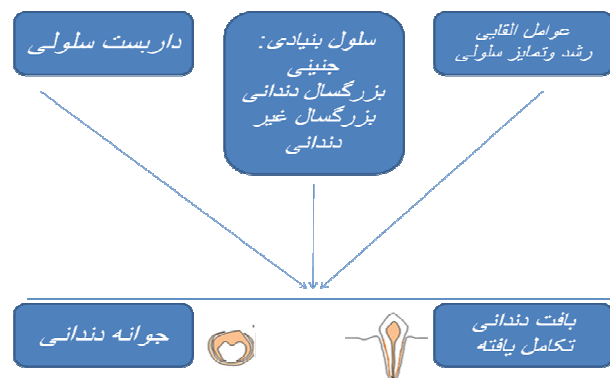 عوامل القایی
رشد وتمایز سلولی
سلول بنیادی:
جنینی
بزرگسال دندانی
بزرگسال غیر
دندانی
داربست سلولی
بافت دندانی
تکامل یافته
جوانه دندانی